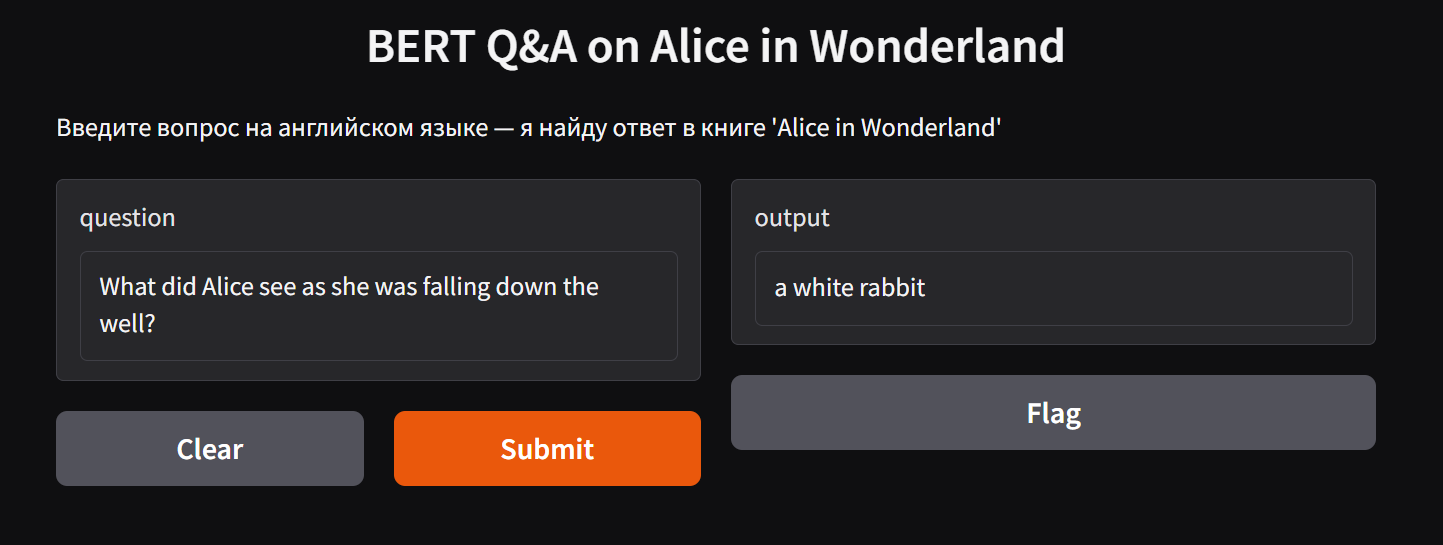 BERT Q&A on Alice in Wonderland
Введите вопрос на английском языке — я найду ответ в книге 'Alice in Wonderland'
question
What did Alice see as she was falling down the
well?
Clear
Submit
output
a white rabbit
Flag